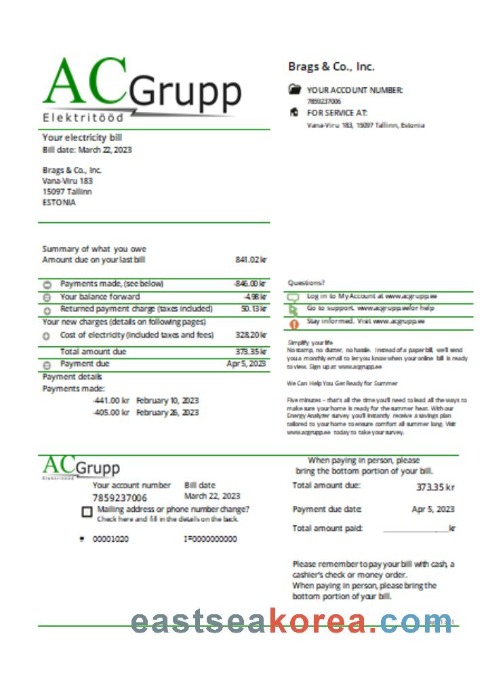 ACGrupp
Elektritööd
Brags & Co., Inc.
YOUR ACCOUNT NUMBER:
7859237006
FOR SERVICE AT:
Vana-Viru 183, 15097 Tallinn, Estonia
Your electricity bill
Bill date: March 22, 2023
Brags & Co., Inc.
Vana-Viru 183
15097 Tallinn
ESTONIA
Summary of what you owe
Amount due on your last bill 841.02 kr
Payments made, (see below) -846.00 kr
Your balance forward -4.98 kr
Returned payment charge (taxes included) 50.13 kr
Your new charges (details on following pages)
Cost of electricity (included taxes and fees) 328.20 kr
Total amount due 373.35 kr
Payment due Apr 5, 2023
Payment details
Payments made:
-441.00 kr February 10, 2023
-405.00 kr February 26, 2023
Questions?
Log in to My Account at www.acgrupp.ee
Go to support. www.acgrupp.ee for help
Stay informed. Visit www.acgrupp.ee
Simplify your life
No stamp, no clutter, no hassle. Instead of a paper bill, we'll send
you a monthly email to let you know when your online bill is ready
to view. Sign up at www.acgrupp.ee
We Can Help You Get Ready for Summer
Five minutes – that's all the time you'll need to lead all the ways to
make sure your home is ready for the summer heat. With our
Energy Analyzer survey you'll instantly receive a savings plan
tailored to your home to ensure comfort all summer long. Visit
www.acgrupp.ee today to take your survey.
ACGrupp
Your account number Bill date
7859237006 March 22, 2023
Mailing address or phone number change?
Check here and fill in the details on the back.
00001020 I=0000000000
When paying in person, please
bring the bottom portion of your bill.
Total amount due: 373.35 kr
Payment due date: Apr 5, 2023
Total amount paid: kr
Please remember to pay your bill with cash, a
cashier's check or money order.
When paying in person, please bring the
bottom portion of your bill.
eastseakorea.com